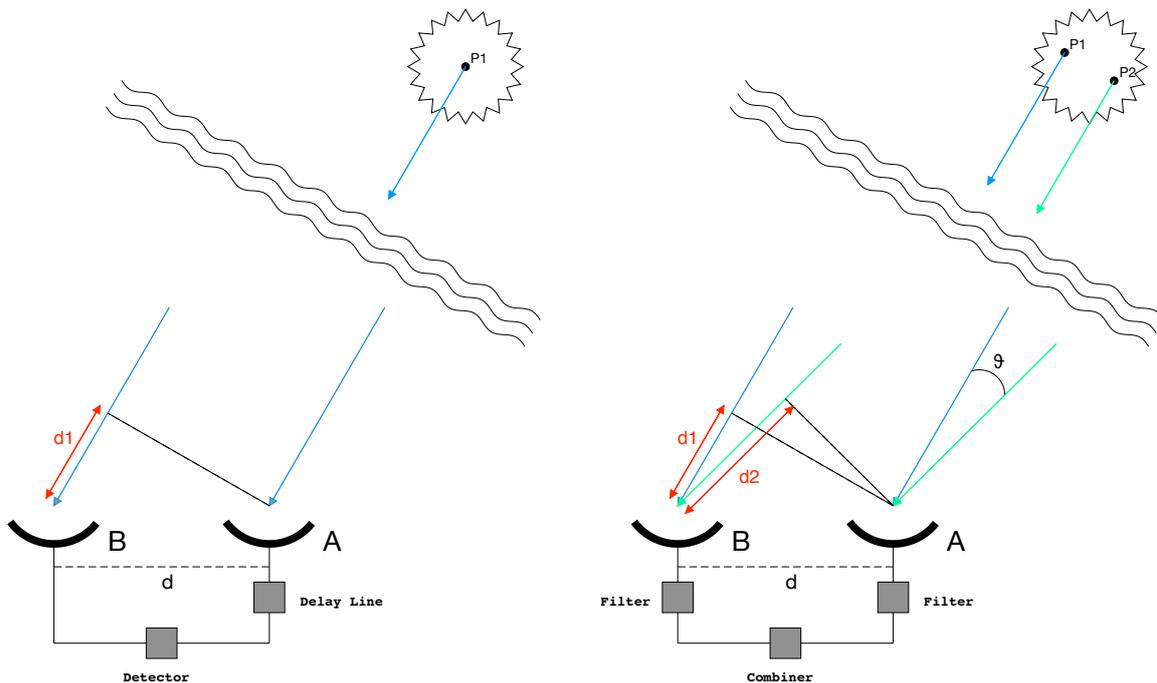 P1
d1
B
A
d
Delay Line
Detector
P1
P2
ϑ
d1
d2
B
A
d
Filter
Filter
Combiner